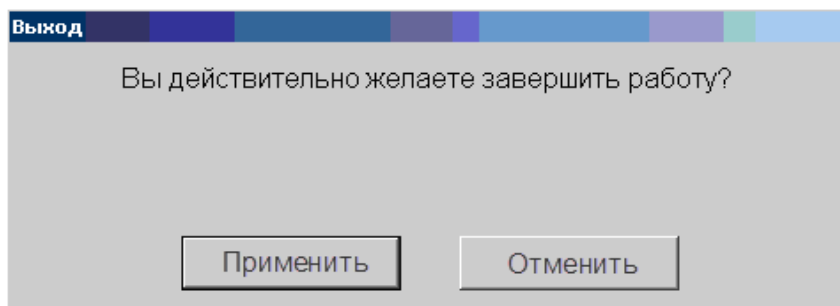 Выход
Вы действительно желаете завершить работу?
Применить Отменить